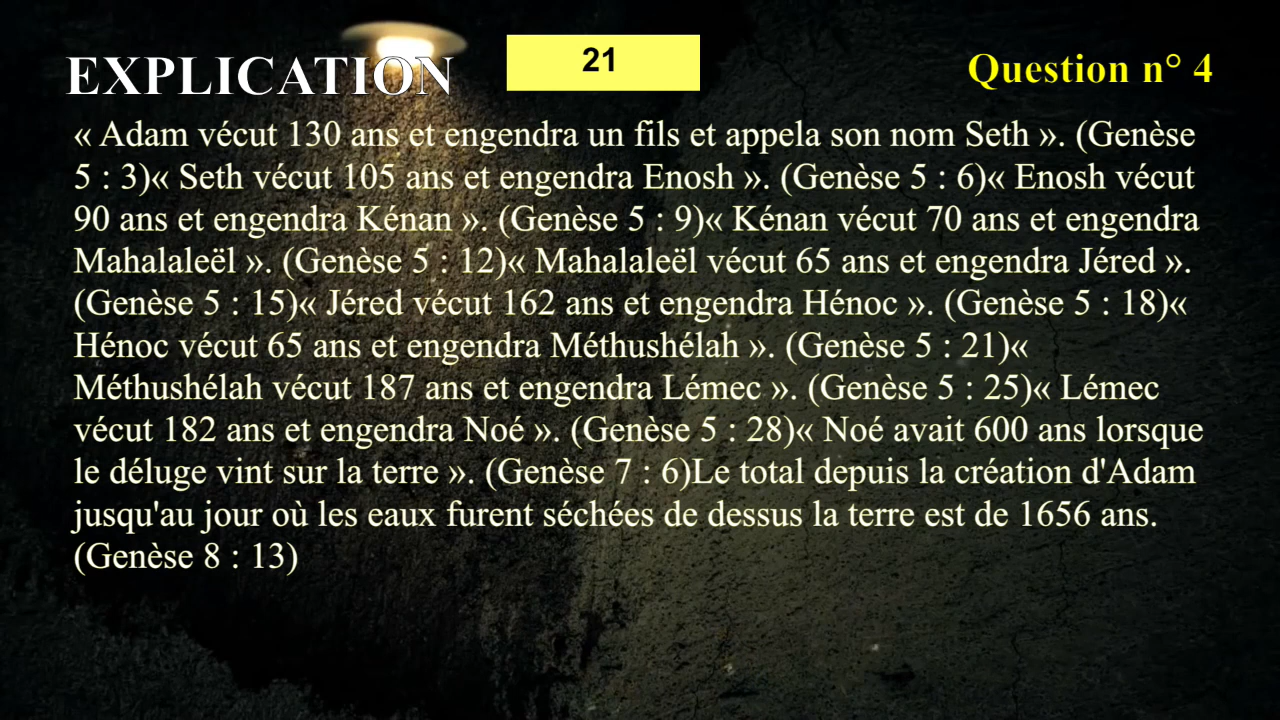 EXPLICATION
21
Question n° 4
« Adam vécut 130 ans et engendra un fils et appela son nom Seth ». (Genèse
5 : 3)« Seth vécut 105 ans et engendra Enosh ». (Genèse 5 : 6)« Enosh vécut
90 ans et engendra Kénan ». (Genèse 5 : 9)« Kénan vécut 70 ans et engendra
Mahalaleël ». (Genèse 5 : 12)« Mahalaleël vécut 65 ans et engendra Jéred ».
(Genèse 5 : 15)« Jéred vécut 162 ans et engendra Hénoc ». (Genèse 5 : 18)«
Hénoc vécut 65 ans et engendra Méthushélah ». (Genèse 5 : 21)«
Méthushélah vécut 187 ans et engendra Lémec ». (Genèse 5 : 25)« Lémec
vécut 182 ans et engendra Noé ». (Genèse 5 : 28)« Noé avait 600 ans lorsque
le déluge vint sur la terre ». (Genèse 7 : 6)Le total depuis la création d'Adam
jusqu'au jour où les eaux furent séchées de dessus la terre est de 1656 ans.
(Genèse 8 : 13)